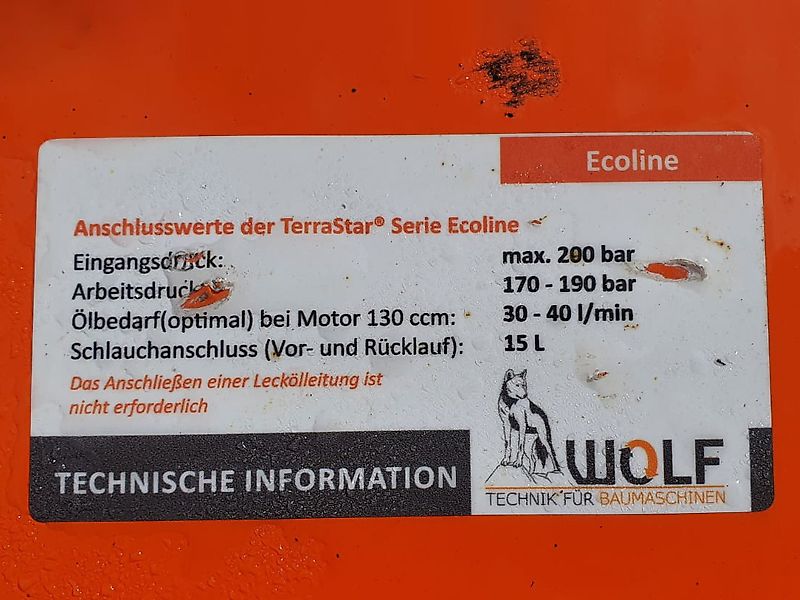 Ecoline
Anschlusswerte der TerraStar® Serie Ecoline
Eingangsdruck: max. 200 bar
Arbeitsdruck 170 - 190 bar
Ölbedarf(optimal) bei Motor 130 ccm: 30 - 40 l/min
Schlauchanschluss (Vor- und Rücklauf): 15 L
Das Anschließen einer Leckölleitung ist
nicht erforderlich
TECHNISCHE INFORMATION
WOLF
TECHNIK FÜR BAUMASCHINEN